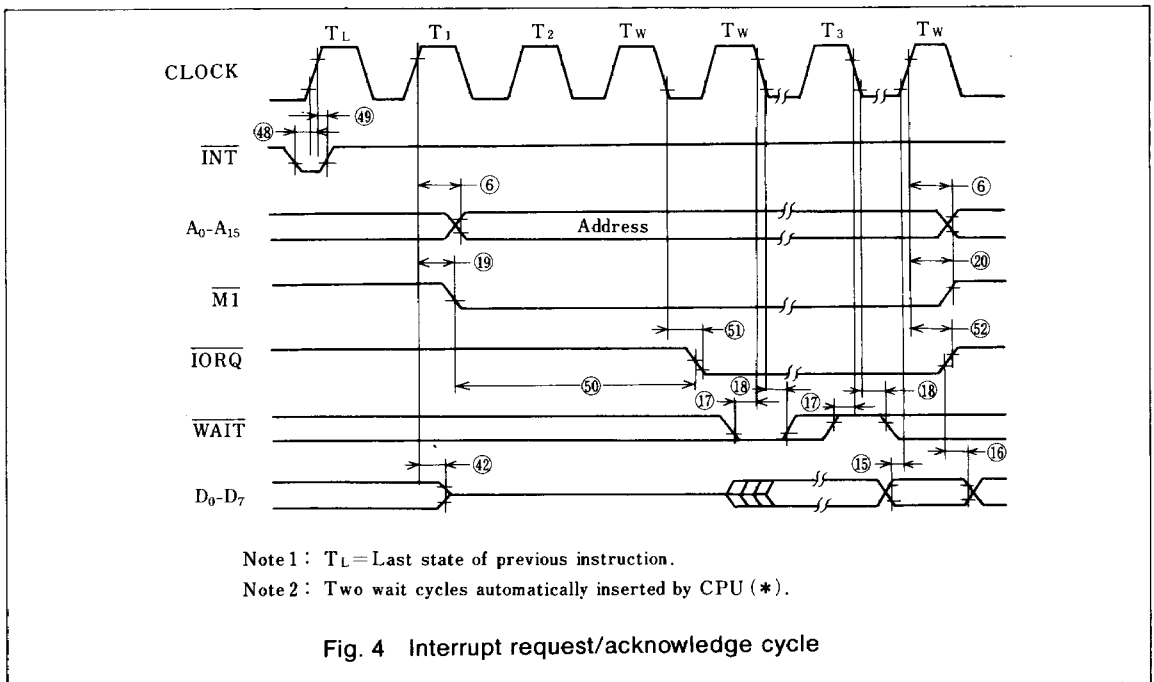 TL T1 T2 TW TW T3 TW
CLOCK
㊾
㊽
INT
⑥ ⑥
A0-A15 Address
⑲ ⑳
M1
51 52
IORQ
㊿ ⑱ ⑱
⑰ ⑰
WAIT
㊷ ⑮ ⑯
D0-D7
Note 1 : TL=Last state of previous instruction.
Note 2 : Two wait cycles automatically inserted by CPU (*).
Fig. 4 Interrupt request/acknowledge cycle